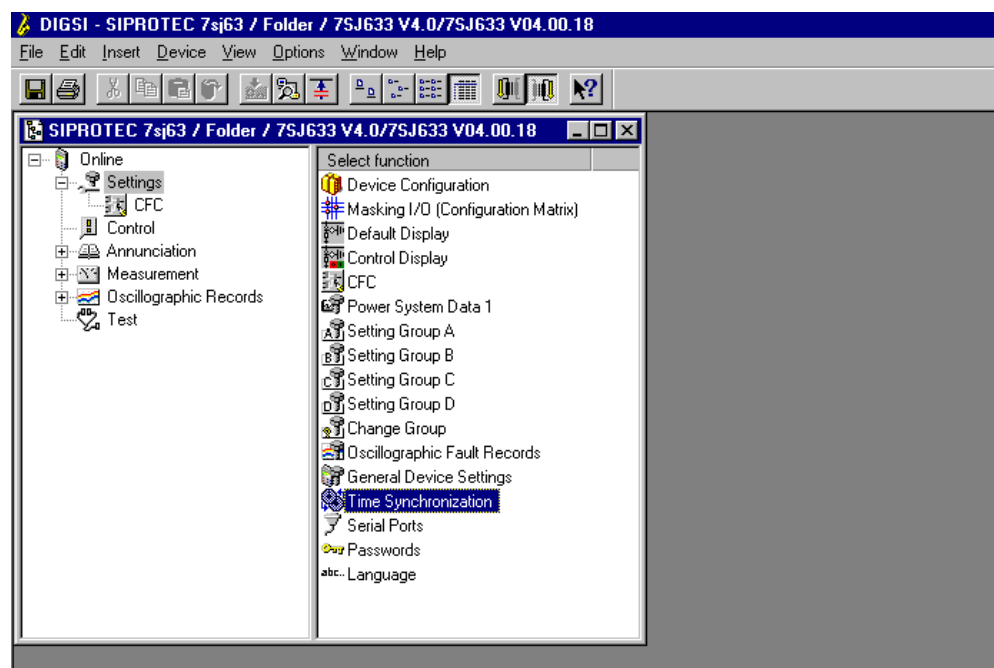 DIGSI - SIPROTEC 7sj63 / Folder / 7SJ633 V4.0/7SJ633 V04.00.18
File Edit Insert Device View Options Window Help
SIPROTEC 7sj63 / Folder / 7SJ633 V4.0/7SJ633 V04.00.18
Online
Settings
CFC
Control
Annunciation
Measurement
Oscillographic Records
Test
Select function
Device Configuration
Masking I/O (Configuration Matrix)
Default Display
Control Display
CFC
Power System Data 1
Setting Group A
Setting Group B
Setting Group C
Setting Group D
Change Group
Oscillographic Fault Records
General Device Settings
Time Synchronization
Serial Ports
Passwords
abc.. Language